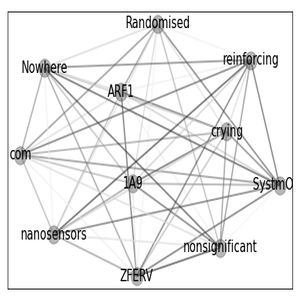 Randomised
reinforcing
Nowhere
ARF1
crying
com
1A9
SystmO
nanosensors
nonsignificant
ZFERV